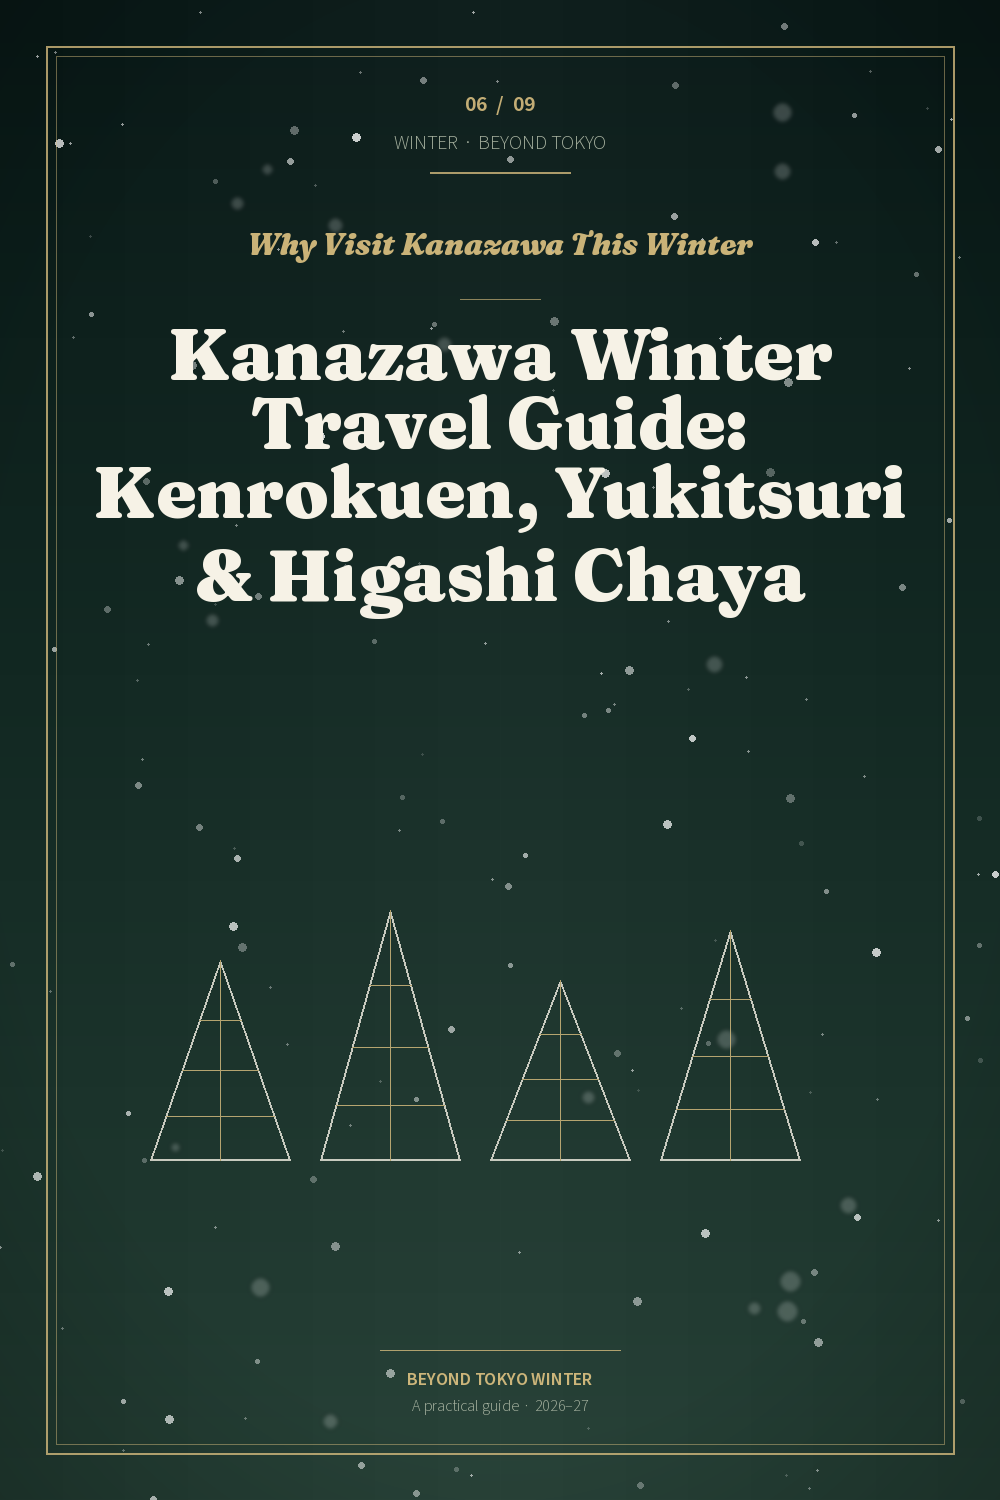 06 / 09
WINTER · BEYOND TOKYO
Why Visit Kanazawa This Winter
Kanazawa Winter
Travel Guide:
Kenrokuen, Yukitsuri
& Higashi Chaya
BEYOND TOKYO WINTER
A practical guide · 2026–27